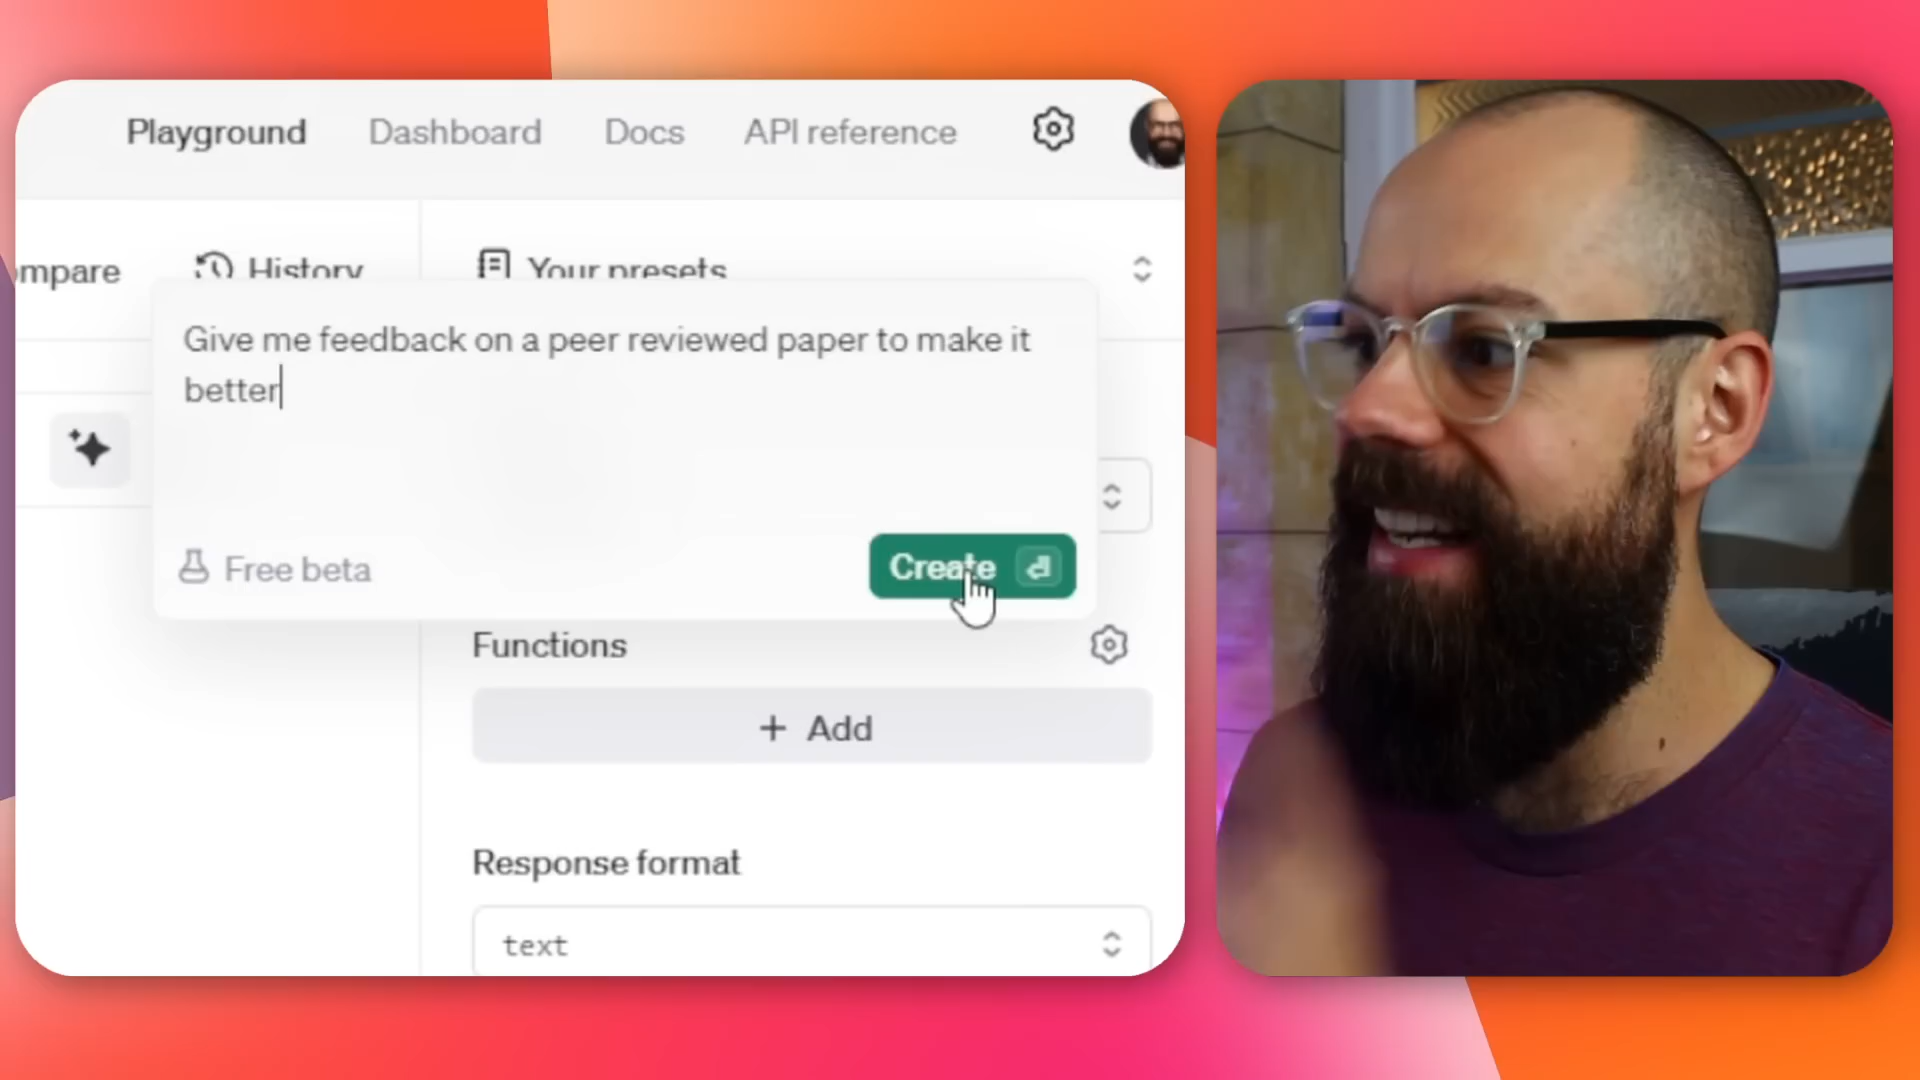 Playground Dashboard Docs API reference
ompare History Your presets
Give me feedback on a peer reviewed paper to make it
better
Free beta
Create
Functions
+ Add
Response format
text